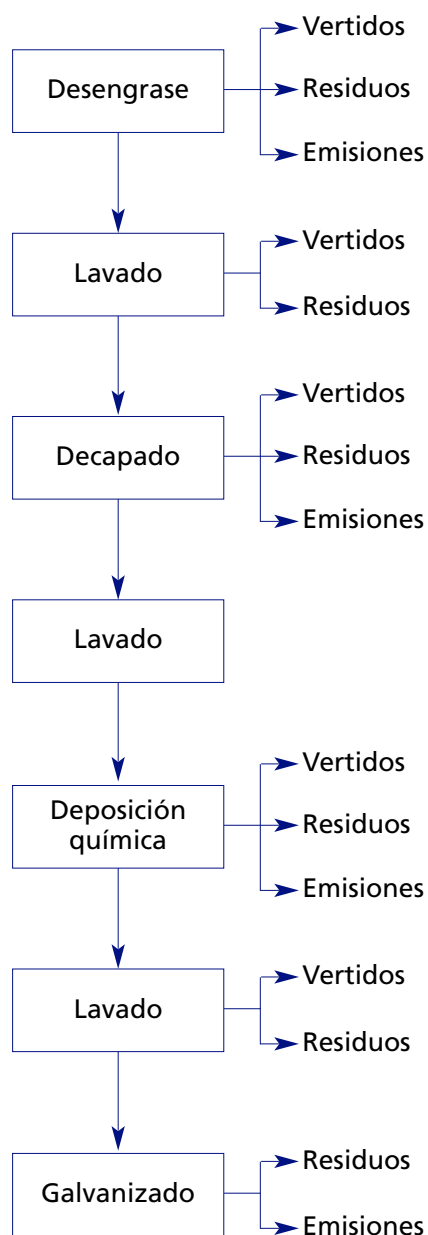 Vertidos
Desengrase
Residuos
Emisiones
Vertidos
Lavado
Residuos
Vertidos
Decapado
Residuos
Emisiones
Lavado
Vertidos
Deposición
química
Residuos
Emisiones
Vertidos
Lavado
Residuos
Residuos
Galvanizado
Emisiones